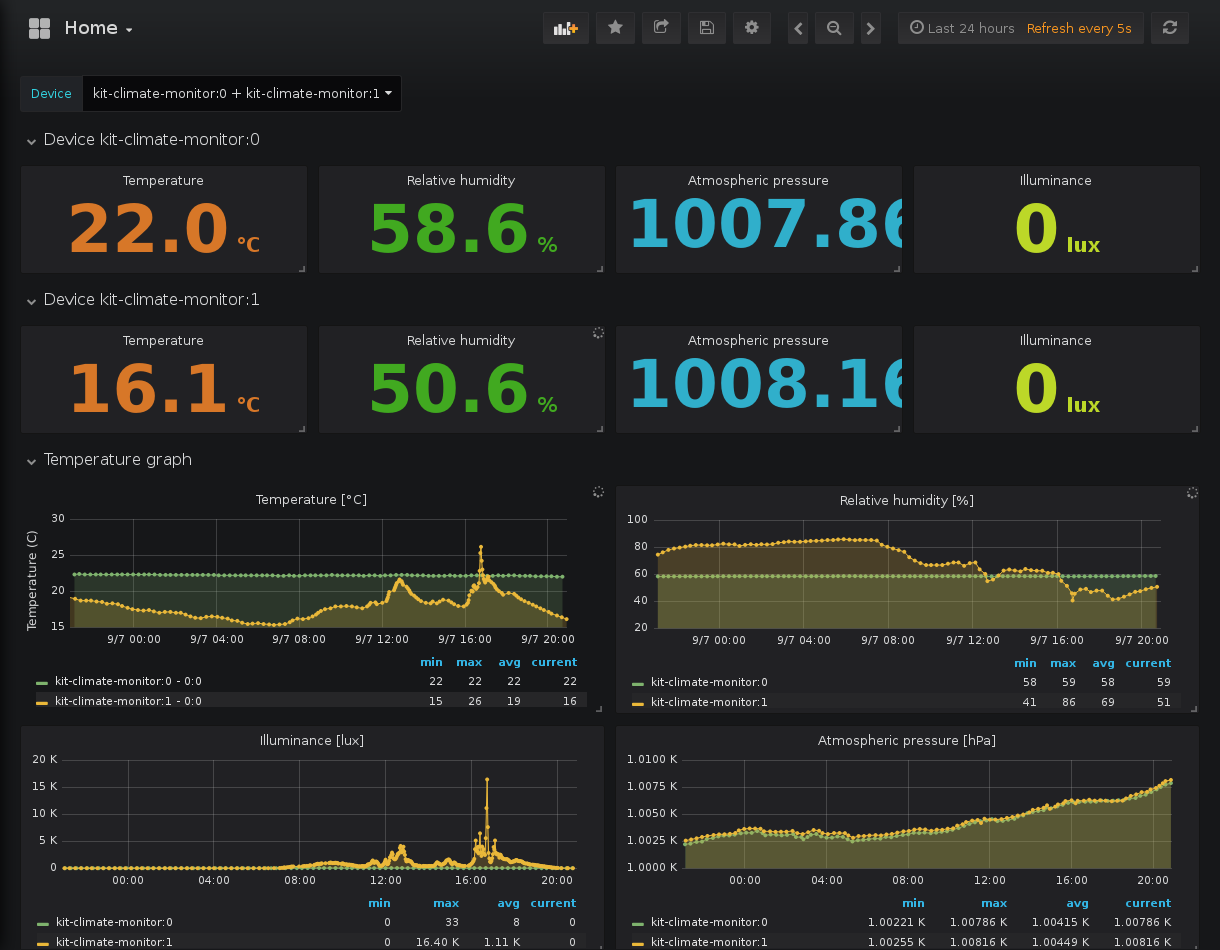 Home
Last 24 hours Refresh every 5s
Device kit-climate-monitor:0 + kit-climate-monitor:1
Device kit-climate-monitor:0
Temperature Relative humidity Atmospheric pressure Illuminance
22.0 °C 58.6 % 1007.86 0 lux
Device kit-climate-monitor:1
Temperature Relative humidity Atmospheric pressure Illuminance
16.1 °C 50.6 % 1008.16 0 lux
Temperature graph
Temperature [°C]
Temperature (C)
30
25
20
15
9/7 00:00 9/7 04:00 9/7 08:00 9/7 12:00 9/7 16:00 9/7 20:00
min max avg current
kit-climate-monitor:0 - 0:0 22 22 22 22
kit-climate-monitor:1 - 0:0 15 26 19 16
Relative humidity [%]
100
80
60
40
20
9/7 00:00 9/7 04:00 9/7 08:00 9/7 12:00 9/7 16:00 9/7 20:00
min max avg current
kit-climate-monitor:0 58 59 58 59
kit-climate-monitor:1 41 86 69 51
Illuminance [lux]
20 K
15 K
10 K
5 K
0
00:00 04:00 08:00 12:00 16:00 20:00
min max avg current
kit-climate-monitor:0 0 33 8 0
kit-climate-monitor:1 0 16.40 K 1.11 K 0
Atmospheric pressure [hPa]
1.0100 K
1.0075 K
1.0050 K
1.0025 K
1.0000 K
00:00 04:00 08:00 12:00 16:00 20:00
min max avg current
kit-climate-monitor:0 1.00221 K 1.00786 K 1.00415 K 1.00786 K
kit-climate-monitor:1 1.00255 K 1.00816 K 1.00449 K 1.00816 K